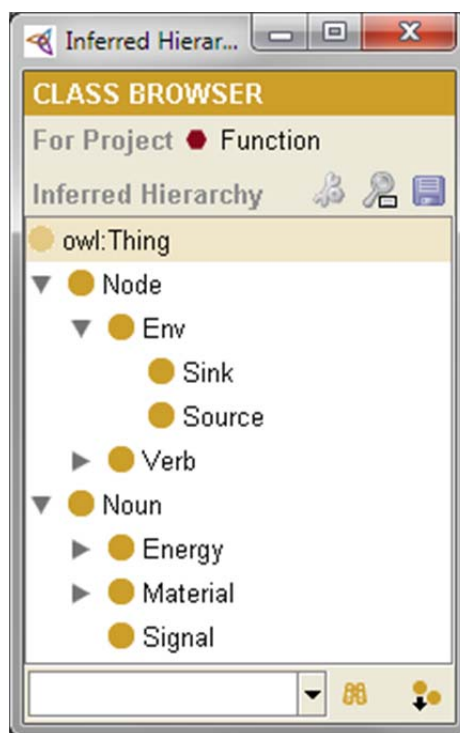 Inferred Hierar...
CLASS BROWSER
For Project Function
Inferred Hierarchy
owl:Thing
Node
Env
Sink
Source
Verb
Noun
Energy
Material
Signal